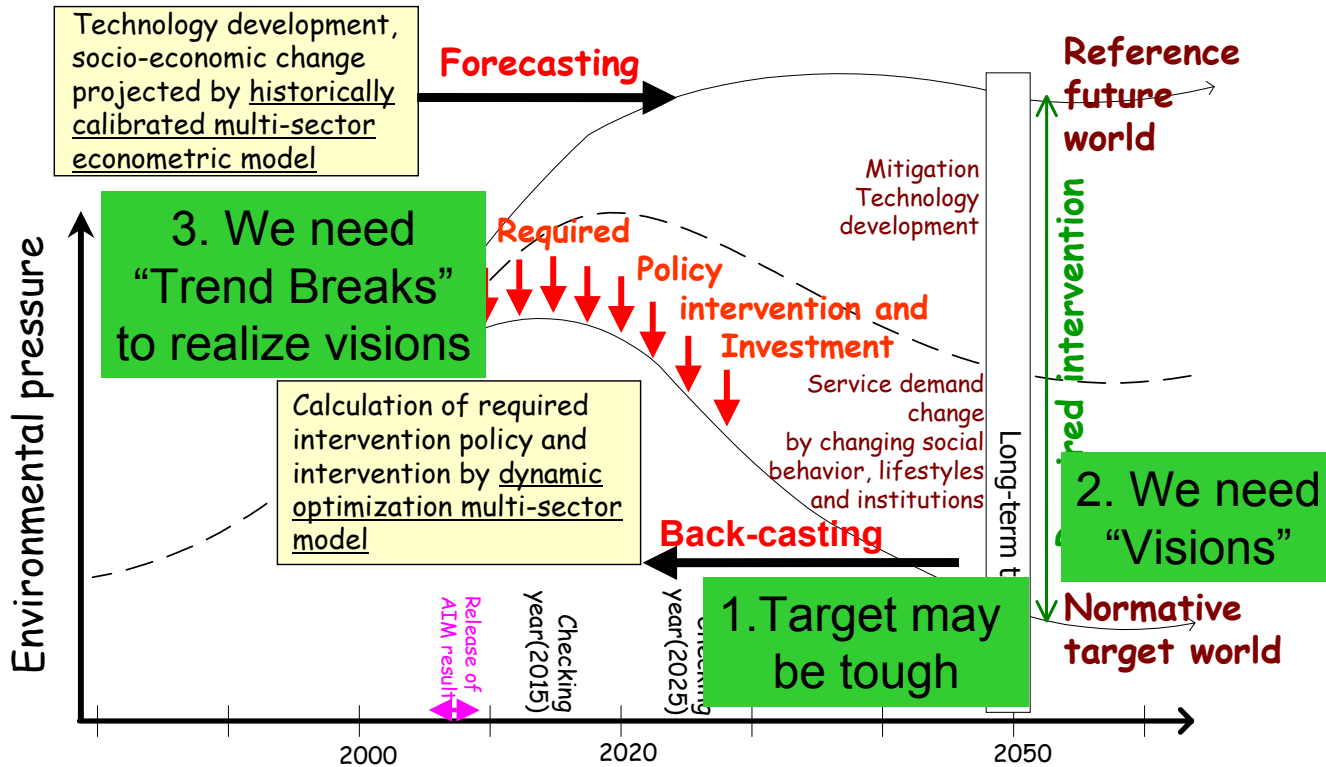 Technology development,
socio-economic change
projected by historically
calibrated multi-sector
econometric model
Forecasting
Reference
future
world
Mitigation
Technology
development
3. We need
“Trend Breaks”
to realize visions
Required
Policy
intervention and
Investment
Service demand
change
by changing social
behavior, lifestyles
and institutions
Calculation of required
intervention policy and
intervention by dynamic
optimization multi-sector
model
Back-casting
Long-term
intervention
2. We need
“Visions”
1.Target may
be tough
Normative
target world
Environmental pressure
Release of
AIM result
Checking
year(2015)
year(2025)
2000
2020
2050